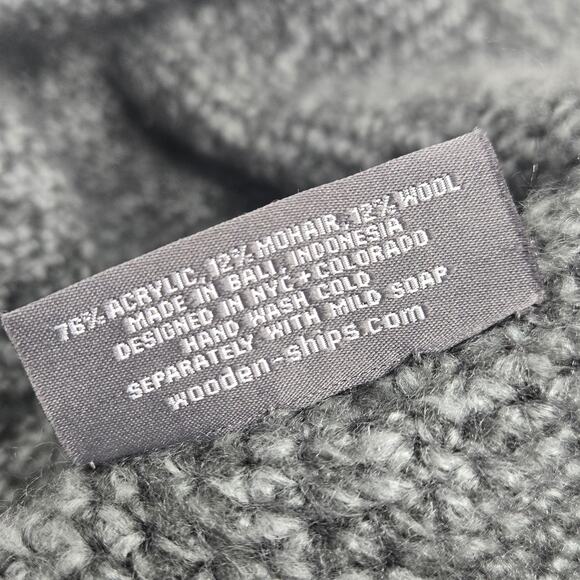 76% ACRYLIC, 12% MOHAIR, 12% WOOL
MADE IN BALI, INDONESIA
DESIGNED IN NYC + COLORADO
HAND WASH COLD
SEPARATELY WITH MILD SOAP
wooden-ships.com